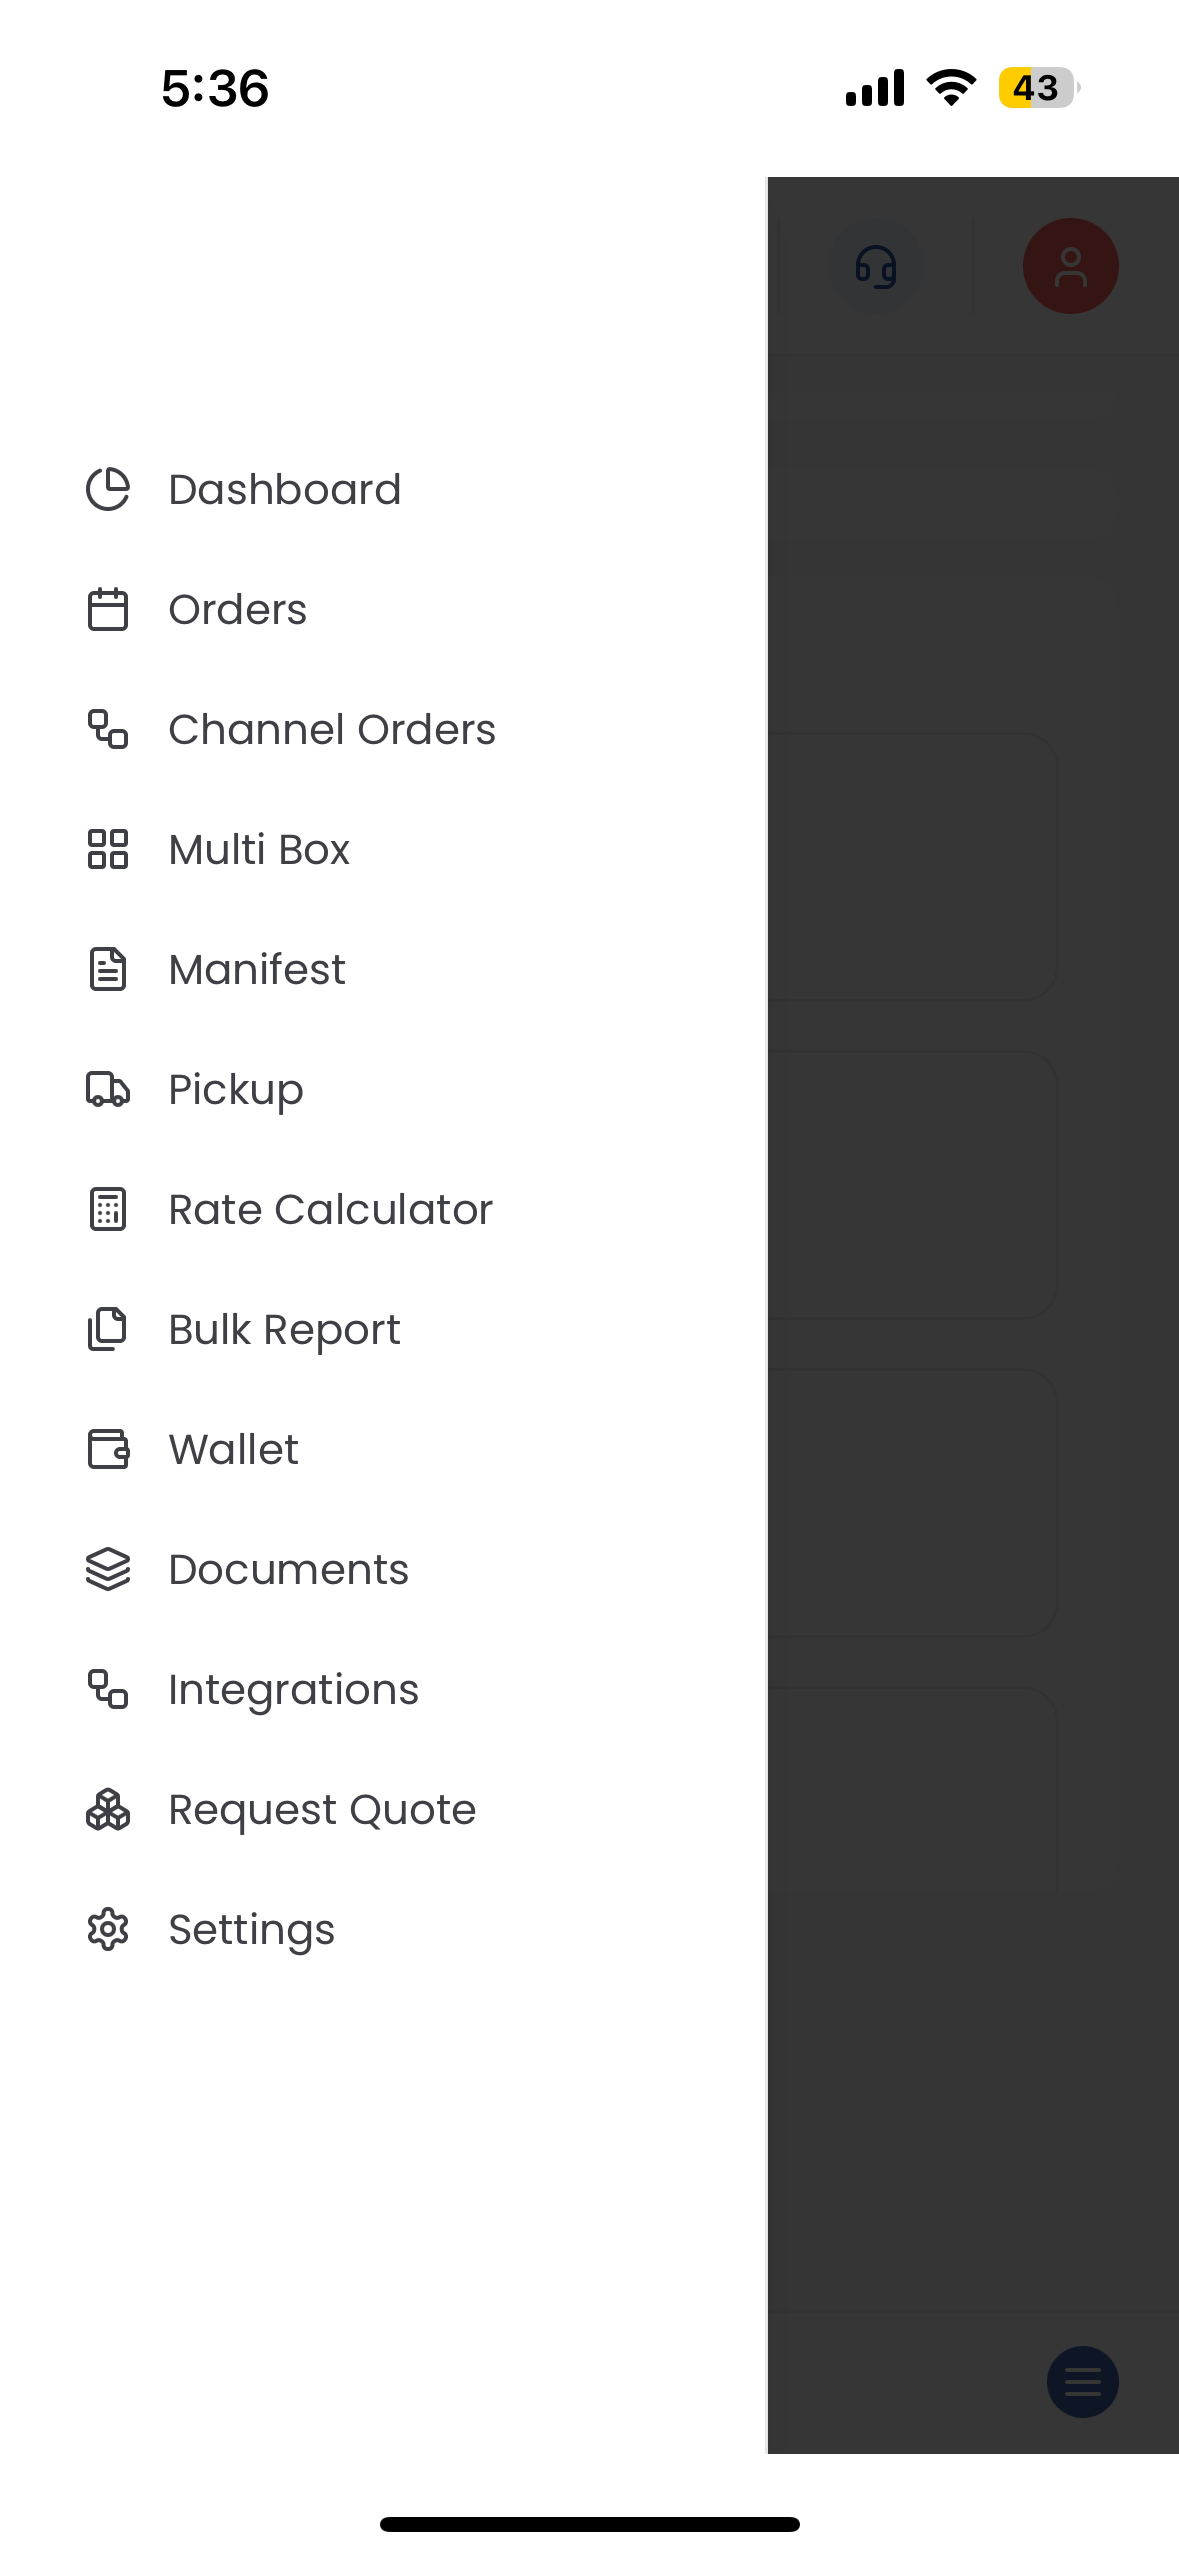 5:36
43
Dashboard
Orders
Channel Orders
Multi Box
Manifest
Pickup
Rate Calculator
Bulk Report
Wallet
Documents
Integrations
Request Quote
Settings